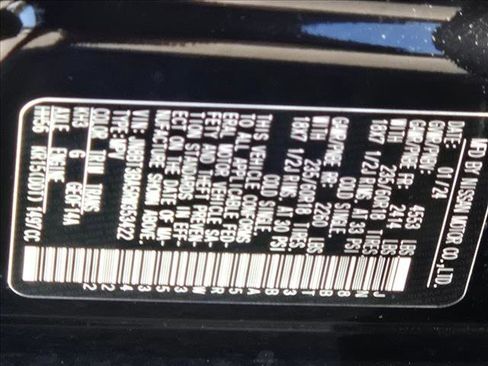 MFD BY NISSAN MOTOR CO.,LTD.
DATE: 01/24
4553 LBS
FR: 2414 LBS
WITH 235/60R18 TIRES
18X7 1/2J RIMS AT 33 PSI
COLD SINGLE
RR: 2260 LBS
WITH 235/60R18 TIRES
18X7 1/2J RIMS AT 30 PSI
COLD SINGLE.
THIS VEHICLE CONFORMS
TO ALL APPLICABLE FED-
ERAL MOTOR VEHICLE SA-
FETY AND THEFT PREVEN-
TION STANDARDS IN EFF-
ECT ON THE DATE OF MA-
NUFACTURE SHOWN ABOVE.
TYPE: MPV
COLOR TRIM TRANS
G
AXLE ENGINE
HH56 1497CC